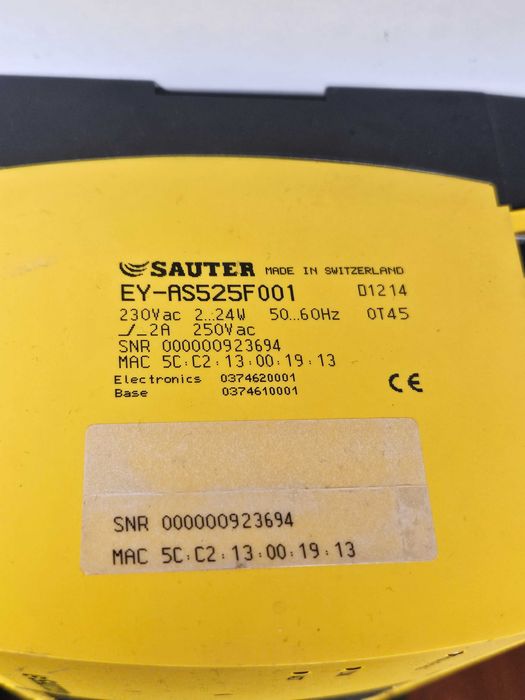 SAUTER MADE IN SWITZERLAND
EY-AS525F001 D1214
230Vac 2...24W 50...60Hz 0T45
2A 250Vac
SNR 000000923694
MAC 5C:C2:13:00:19:13
Electronics 0374620001
Base 0374610001
CE
SNR 000000923694
MAC 5C:C2:13:00:19:13